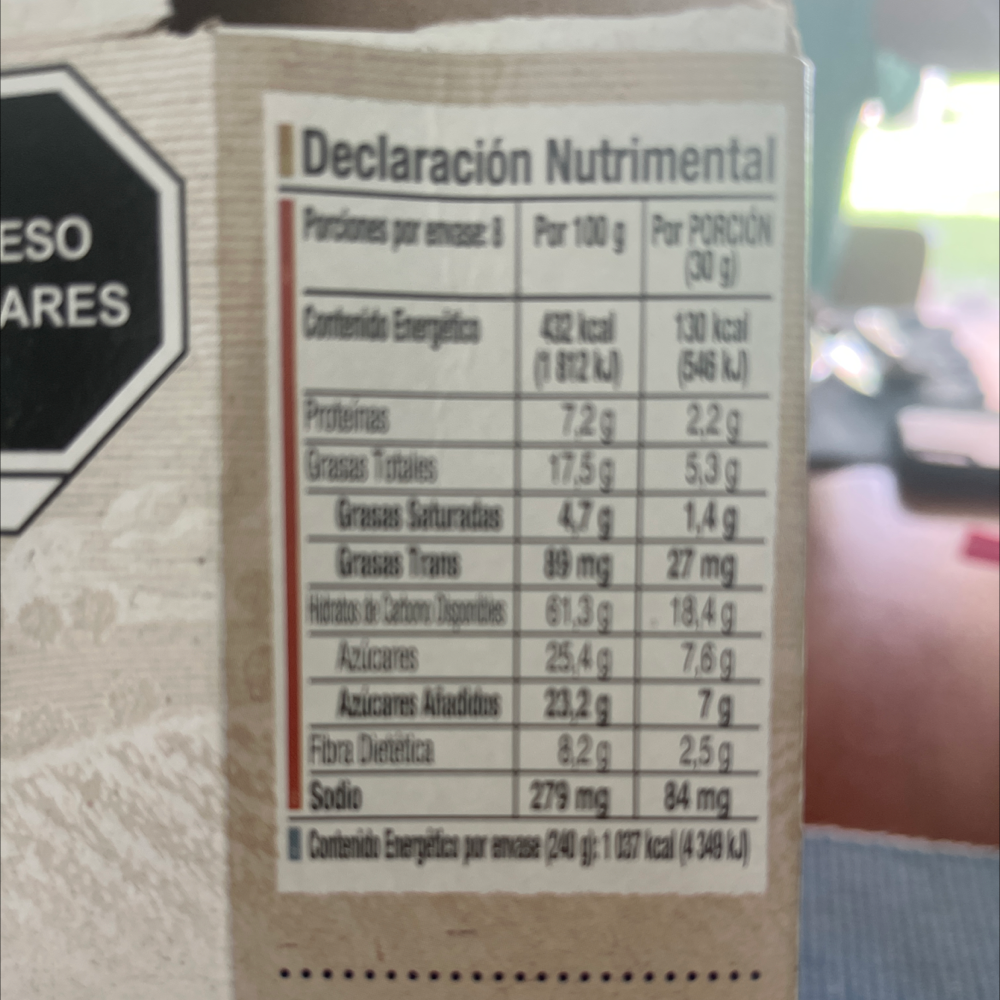 ESO
ARES
Declaración Nutrimental
Porciones por envase: 8 Por 100 g Por PORCIÓN
(30 g)
Contenido Energético 432 kcal 130 kcal
(1 812 kJ) (546 kJ)
Proteínas 7,2 g 2,2 g
Grasas Totales 17,5 g 5,3 g
Grasas Saturadas 4,7 g 1,4 g
Grasas Trans 89 mg 27 mg
Hidratos de Carbono Disponibles 61,3 g 18,4 g
Azúcares 25,4 g 7,6 g
Azúcares Añadidos 23,2 g 7 g
Fibra Dietética 8,2 g 2,5 g
Sodio 279 mg 84 mg
Contenido Energético por envase (240 g): 1 037 kcal (4 349 kJ)